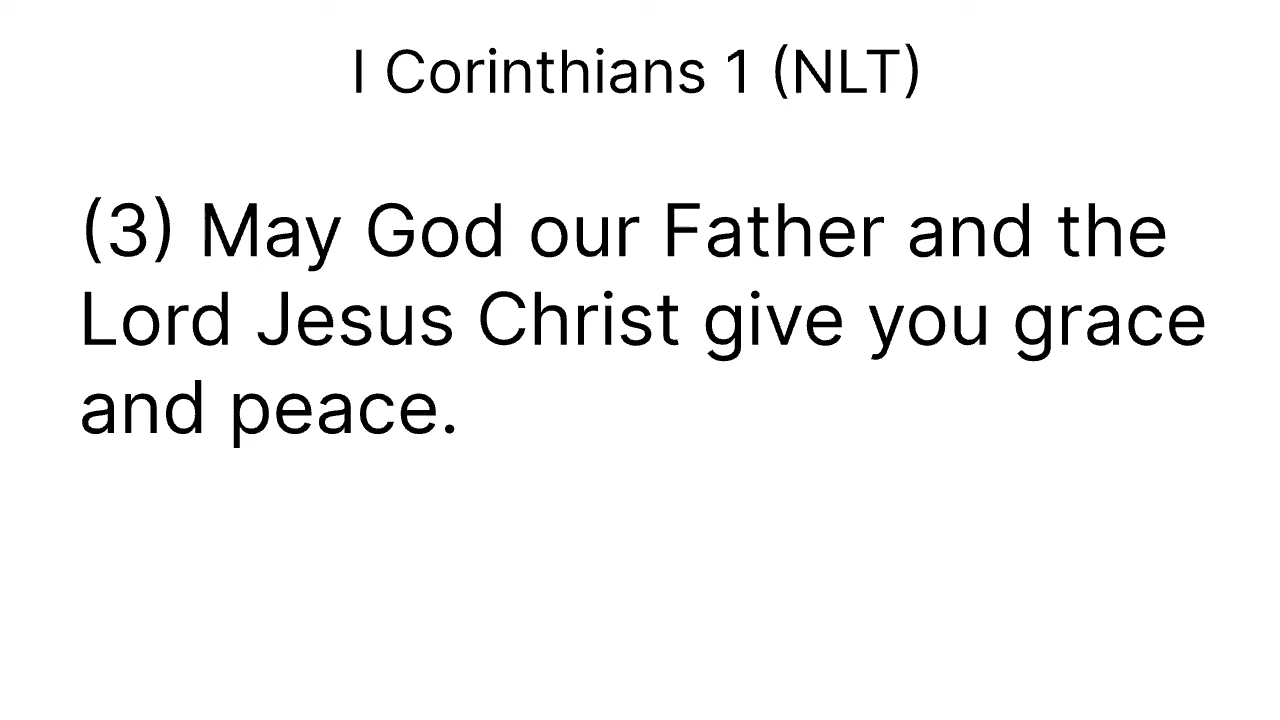 I Corinthians 1 (NLT)
(3) May God our Father and the
Lord Jesus Christ give you grace
and peace.